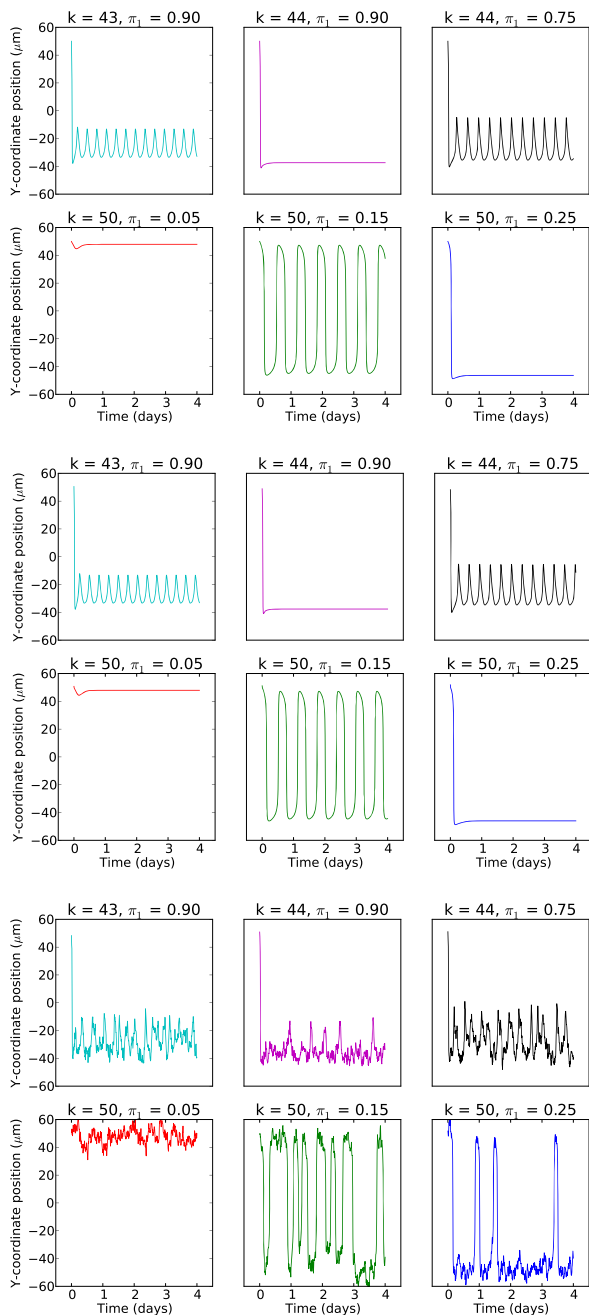 k = 43, π₁ = 0.90 k = 44, π₁ = 0.90 k = 44, π₁ = 0.75
60
40
20
0
−20
−40
−60
Y-coordinate position (μm)
k = 50, π₁ = 0.05 k = 50, π₁ = 0.15 k = 50, π₁ = 0.25
60
40
20
0
−20
−40
−60
Y-coordinate position (μm)
0 1 2 3 4 0 1 2 3 4 0 1 2 3 4
Time (days) Time (days) Time (days)
k = 43, π₁ = 0.90 k = 44, π₁ = 0.90 k = 44, π₁ = 0.75
60
40
20
0
−20
−40
−60
Y-coordinate position (μm)
k = 50, π₁ = 0.05 k = 50, π₁ = 0.15 k = 50, π₁ = 0.25
60
40
20
0
−20
−40
−60
Y-coordinate position (μm)
0 1 2 3 4 0 1 2 3 4 0 1 2 3 4
Time (days) Time (days) Time (days)
k = 43, π₁ = 0.90 k = 44, π₁ = 0.90 k = 44, π₁ = 0.75
60
40
20
0
−20
−40
−60
Y-coordinate position (μm)
k = 50, π₁ = 0.05 k = 50, π₁ = 0.15 k = 50, π₁ = 0.25
60
40
20
0
−20
−40
−60
Y-coordinate position (μm)
0 1 2 3 4 0 1 2 3 4 0 1 2 3 4
Time (days) Time (days) Time (days)